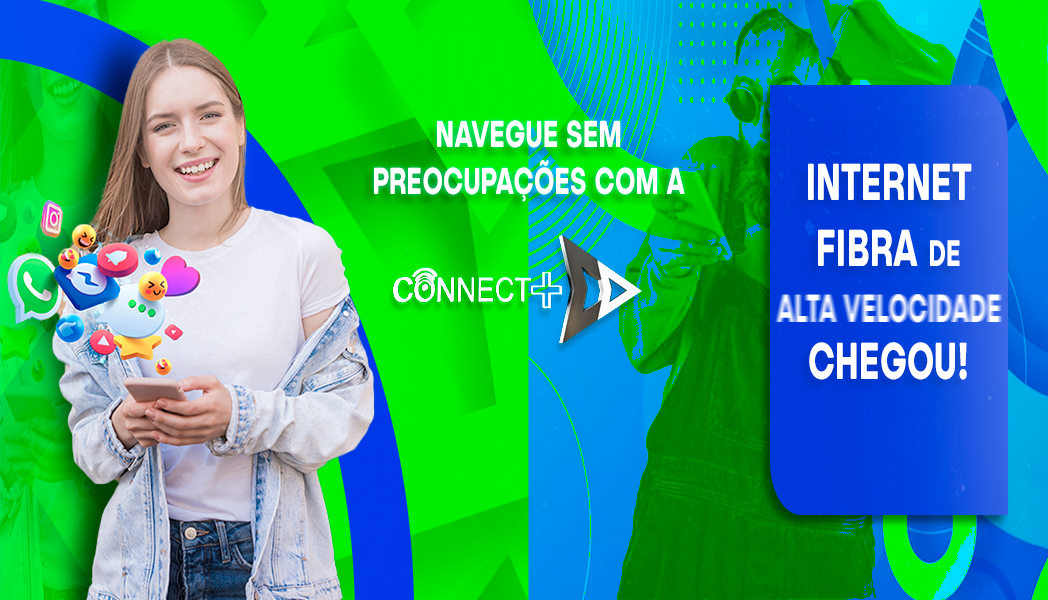 NAVEGUE SEM
PREOCUPAÇÕES COM A
CONNECT+
INTERNET
FIBRA DE
ALTA VELOCIDADE
CHEGOU!